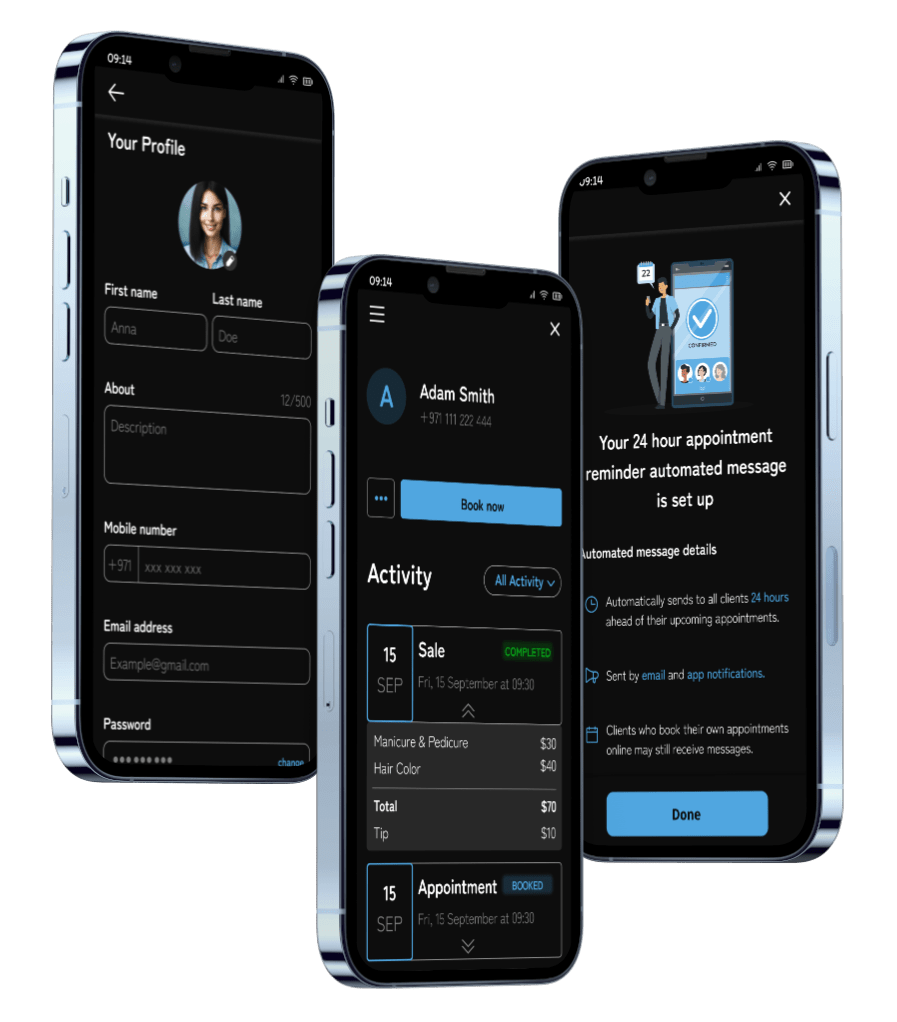 09:14
Your Profile
First name
Last name
Anna
Doe
About
12/500
Description
Mobile number
+971
xxx xxx xxx
Email address
Example@gmail.com
Password
change
09:14
A
Adam Smith
+971 111 222 444
Book now
Activity
All Activity
15
SEP
Sale
COMPLETED
Fri, 15 September at 09:30
Manicure & Pedicure
$30
Hair Color
$40
Total
$70
Tip
$10
15
SEP
Appointment
BOOKED
Fri, 15 September at 09:30
09:14
X
22
CONFIRMED
Your 24 hour appointment
reminder automated message
is set up
Automated message details
Automatically sends to all clients 24 hours
ahead of their upcoming appointments.
Sent by email and app notifications.
Clients who book their own appointments
online may still receive messages.
Done